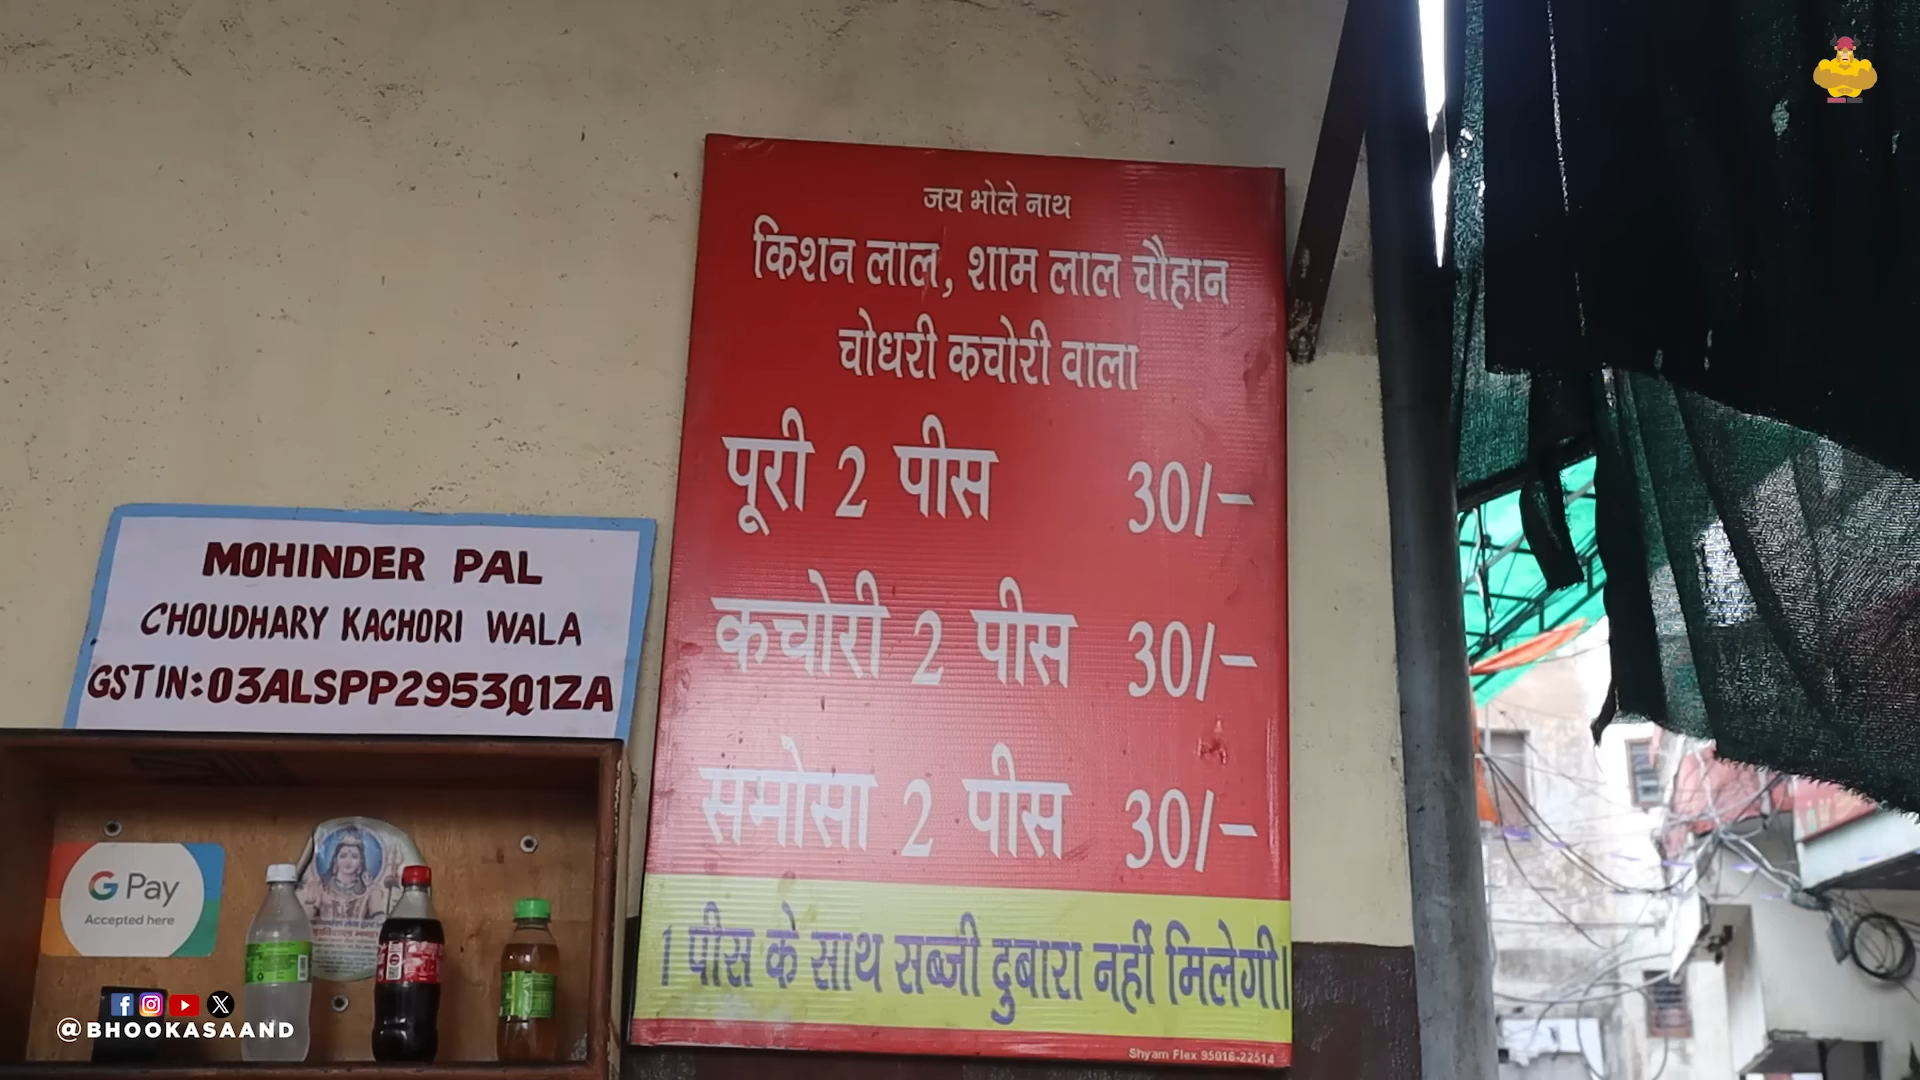 जय भोले नाथ
किशन लाल, शाम लाल चौहान
चोधरी कचोरी वाला
पूरी 2 पीस 30/-
कचोरी 2 पीस 30/-
समोसा 2 पीस 30/-
1 पीस के साथ सब्जी दुबारा नहीं मिलेगी।
Shyam Flex 95016-22514
MOHINDER PAL
CHOUDHARY KACHORI WALA
GSTIN:03ALSPP2953Q1ZA
G Pay
Accepted here
@BHOOKASAAND